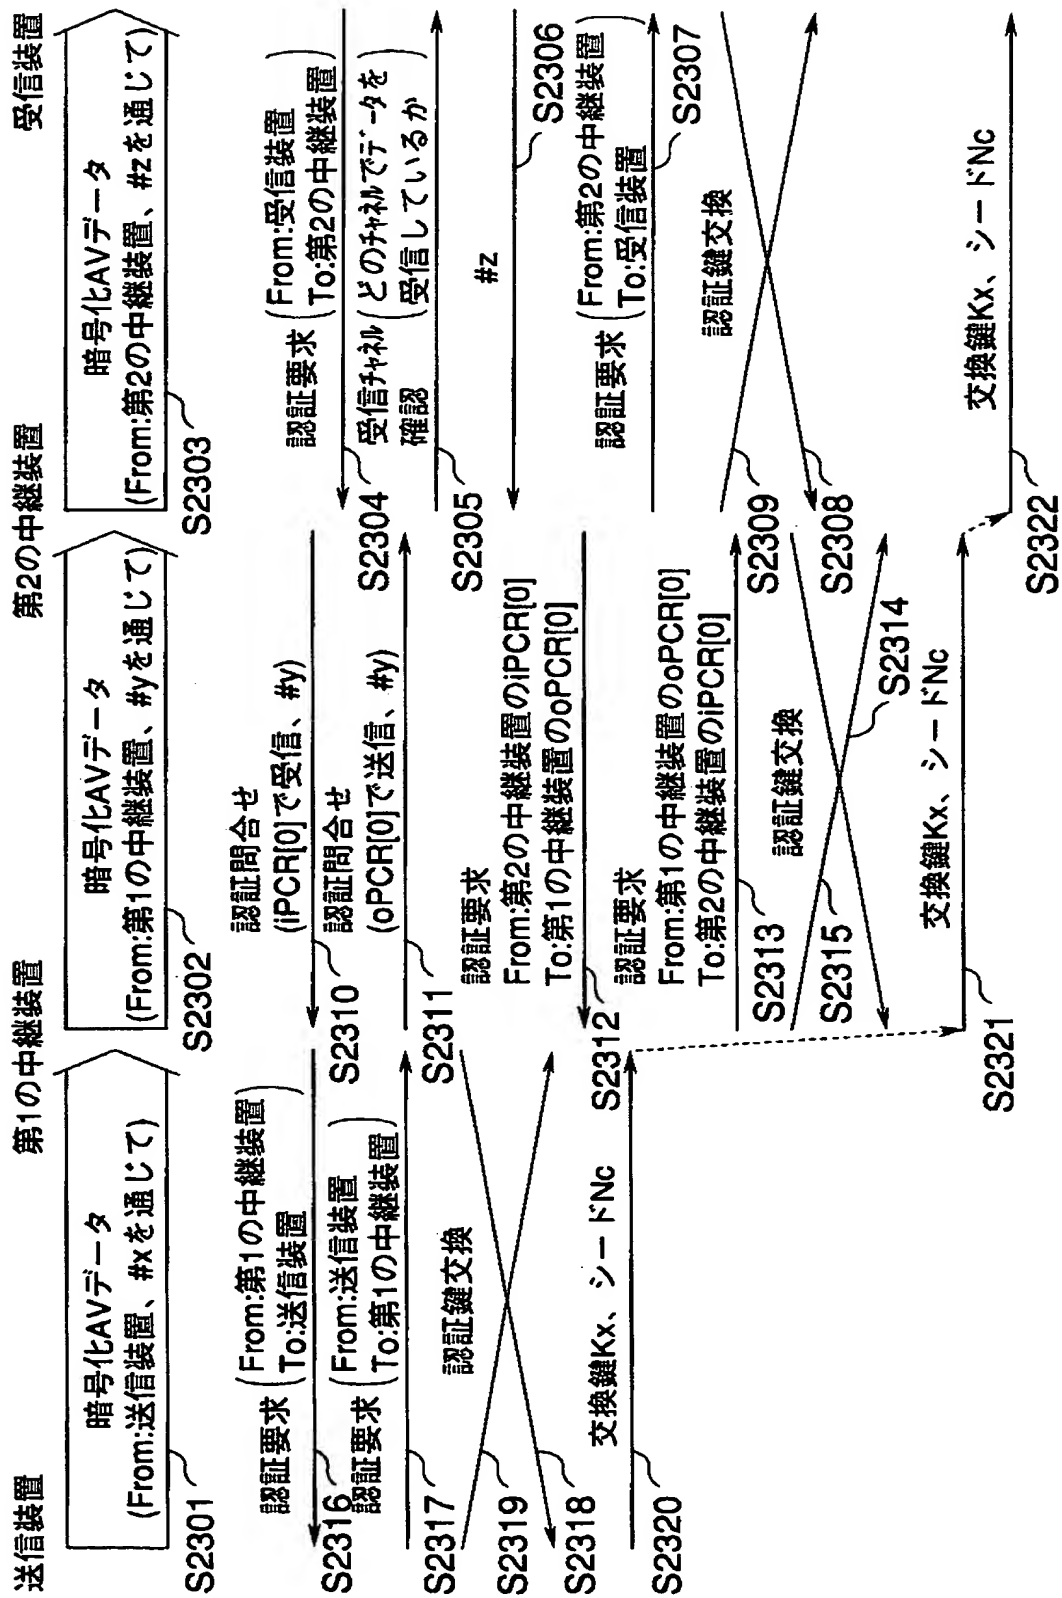 送信装置
第1の中継装置
第2の中継装置
受信装置
暗号化AVデータ
(From:送信装置、#xを通じて)
S2301
暗号化AVデータ
(From:第1の中継装置、#yを通じて)
S2302
暗号化AVデータ
(From:第2の中継装置、#zを通じて)
S2303
認証要求(From:受信装置
To:第2の中継装置)
S2304
受信チャネル
確認
(どのチャネルでデータを
受信しているか)
S2305
#z
S2306
認証要求(From:第2の中継装置
To:受信装置)
S2307
認証鍵交換
S2309
S2308
認証問合せ
(iPCR[0]で受信、#y)
S2310
認証問合せ
(oPCR[0]で送信、#y)
S2311
認証要求
From:第2の中継装置のiPCR[0]
To:第1の中継装置のoPCR[0]
S2312
認証要求
From:第1の中継装置のoPCR[0]
To:第2の中継装置のiPCR[0]
S2313
認証鍵交換
S2315
S2314
認証要求(From:第1の中継装置
To:送信装置)
S2316
認証要求(From:送信装置
To:第1の中継装置)
S2317
認証鍵交換
S2319
S2318
交換鍵Kx、シードNc
S2320
交換鍵Kx、シードNc
S2321
交換鍵Kx、シードNc
S2322